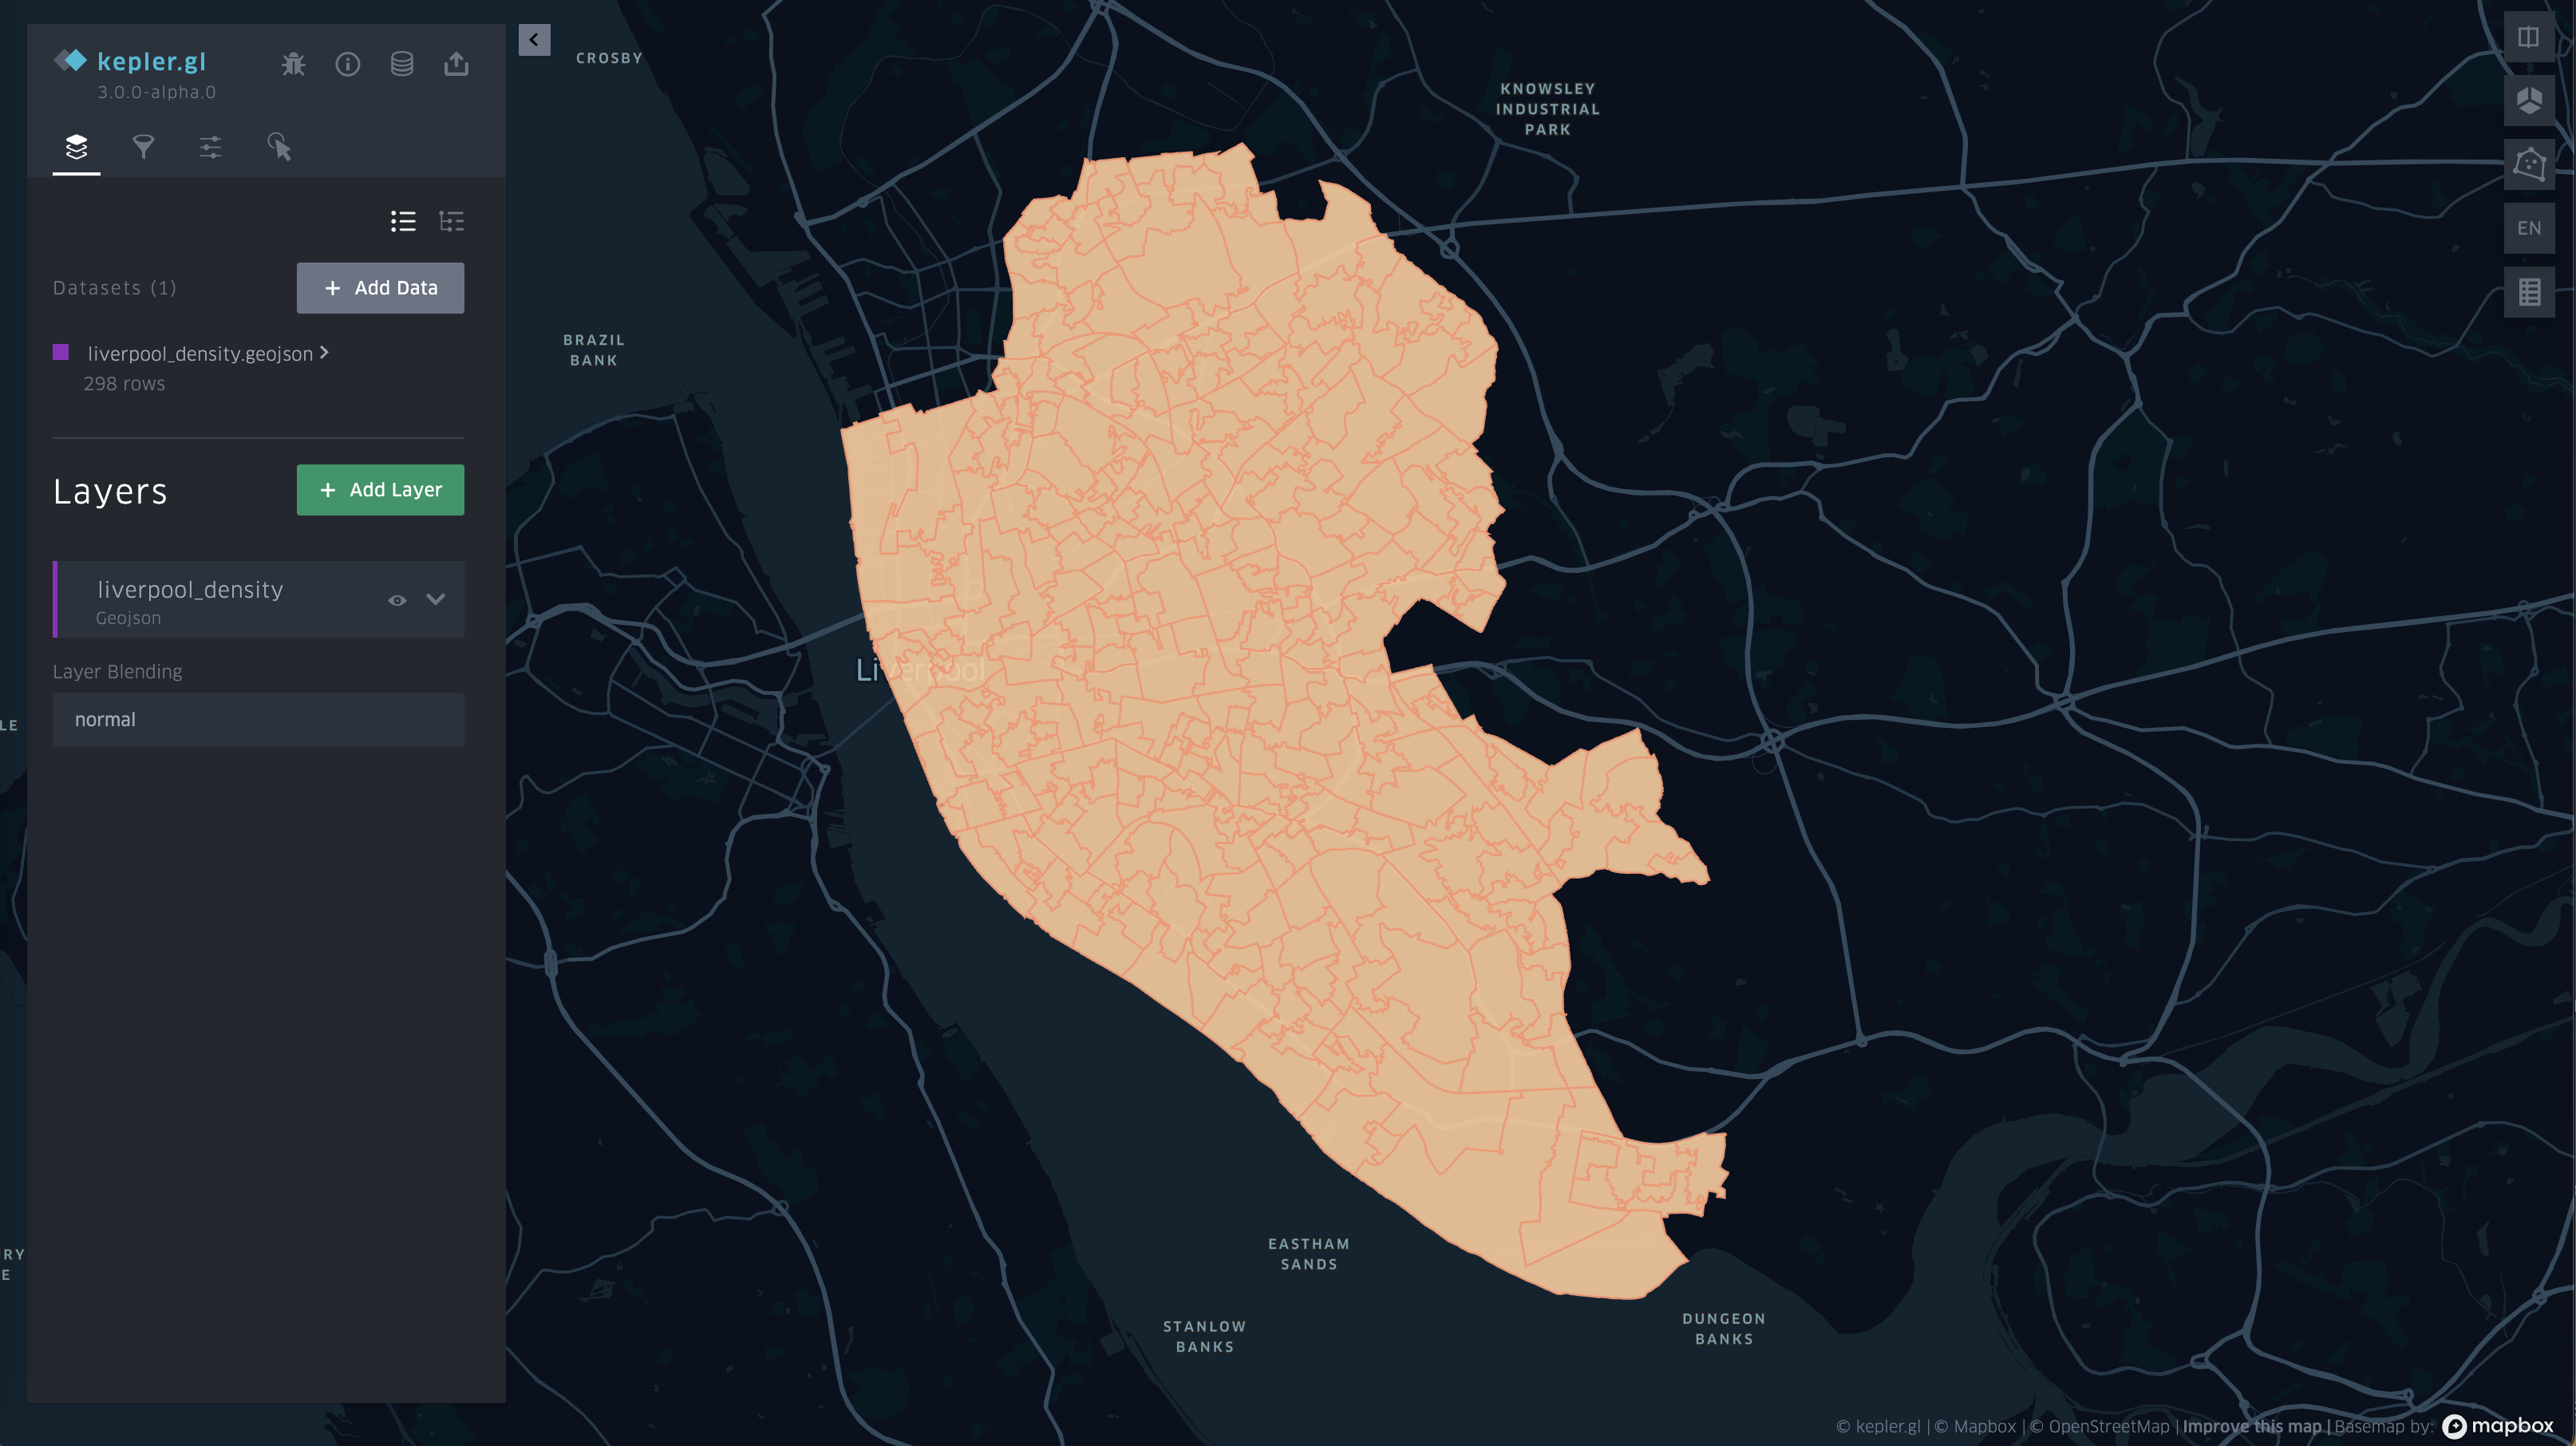 kepler.gl
3.0.0-alpha.0
Datasets (1)
+ Add Data
liverpool_density.geojson
298 rows
Layers
+ Add Layer
liverpool_density
Geojson
Layer Blending
normal
CROSBY
KNOWSLEY
INDUSTRIAL
PARK
BRAZIL
BANK
Liverpool
LE
RY
E
EASTHAM
SANDS
STANLOW
BANKS
DUNGEON
BANKS
EN
© kepler.gl | © Mapbox | © OpenStreetMap | Improve this map | Basemap by: mapbox